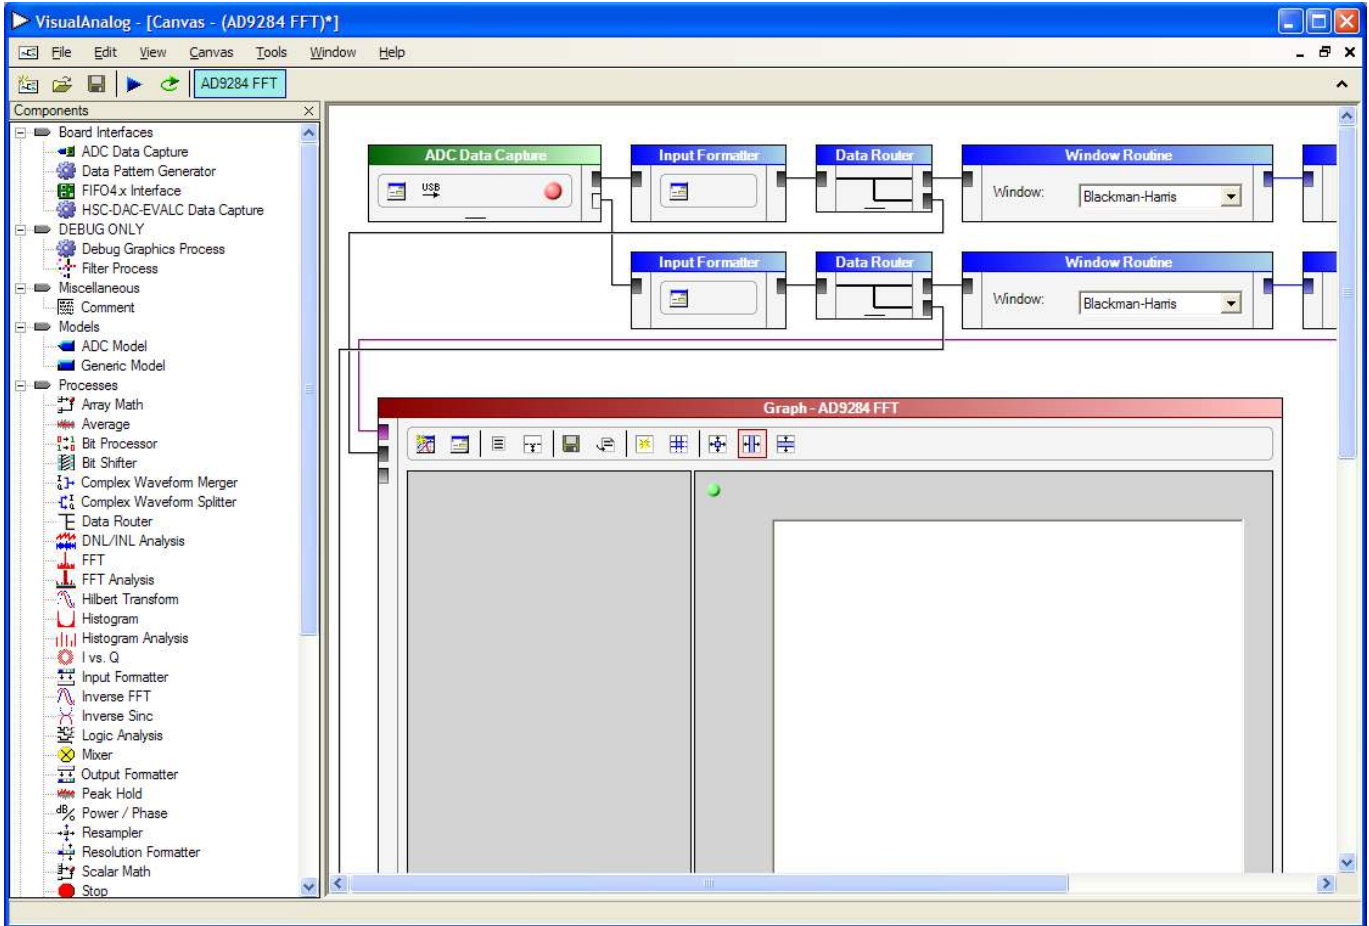 VisualAnalog - [Canvas - (AD9284 FFT)*]
File Edit View Canvas Tools Window Help
AD9284 FFT
Components
Board Interfaces
ADC Data Capture
Data Pattern Generator
FIFO4.x Interface
HSC-DAC-EVALC Data Capture
DEBUG ONLY
Debug Graphics Process
Filter Process
Miscellaneous
Comment
Models
ADC Model
Generic Model
Processes
Array Math
Average
Bit Processor
Bit Shifter
Complex Waveform Merger
Complex Waveform Splitter
Data Router
DNL/INL Analysis
FFT
FFT Analysis
Hilbert Transform
Histogram
Histogram Analysis
I vs. Q
Input Formatter
Inverse FFT
Inverse Sinc
Logic Analysis
Mixer
Output Formatter
Peak Hold
Power / Phase
Resampler
Resolution Formatter
Scalar Math
Stop
ADC Data Capture Input Formatter Data Router Window Routine
USB
Window: Blackman-Harris
Input Formatter Data Router Window Routine
Window: Blackman-Harris
Graph - AD9284 FFT